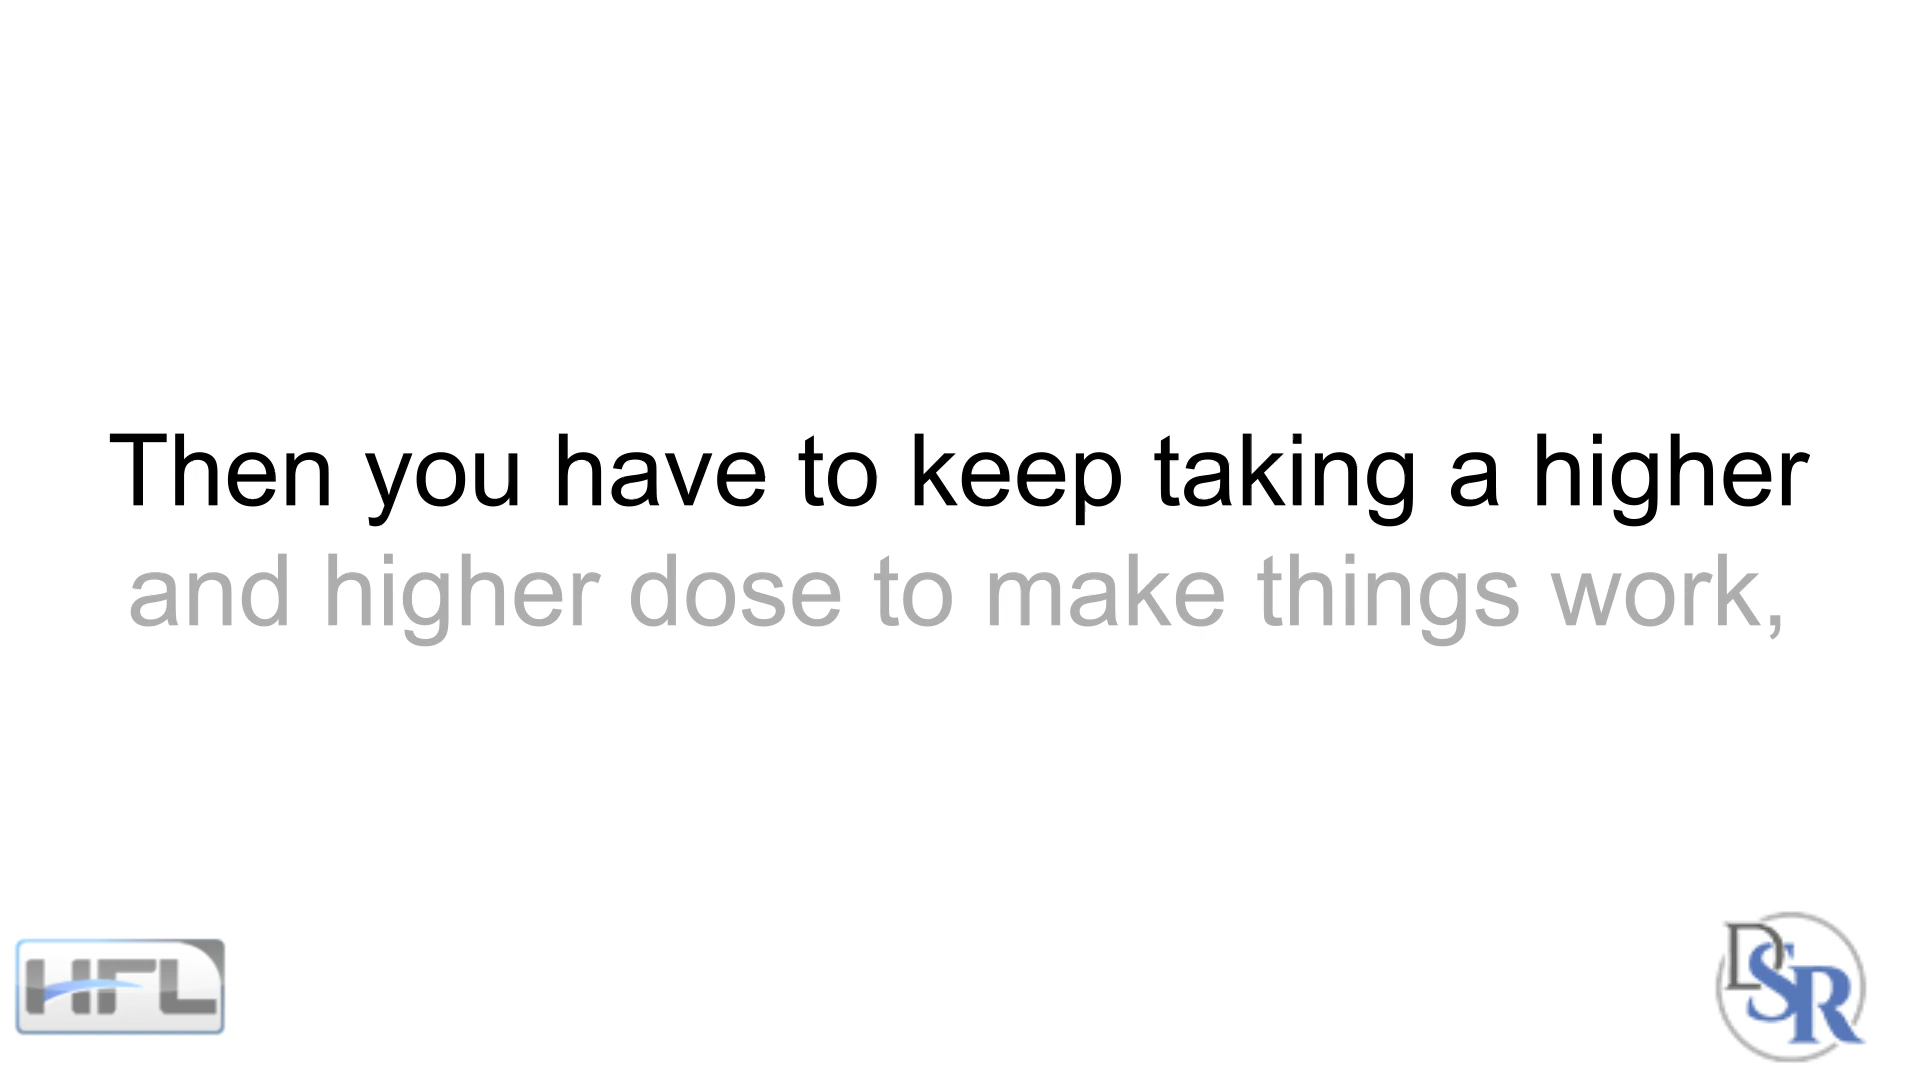 Then you have to keep taking a higher
and higher dose to make things work,
HFL
DSR